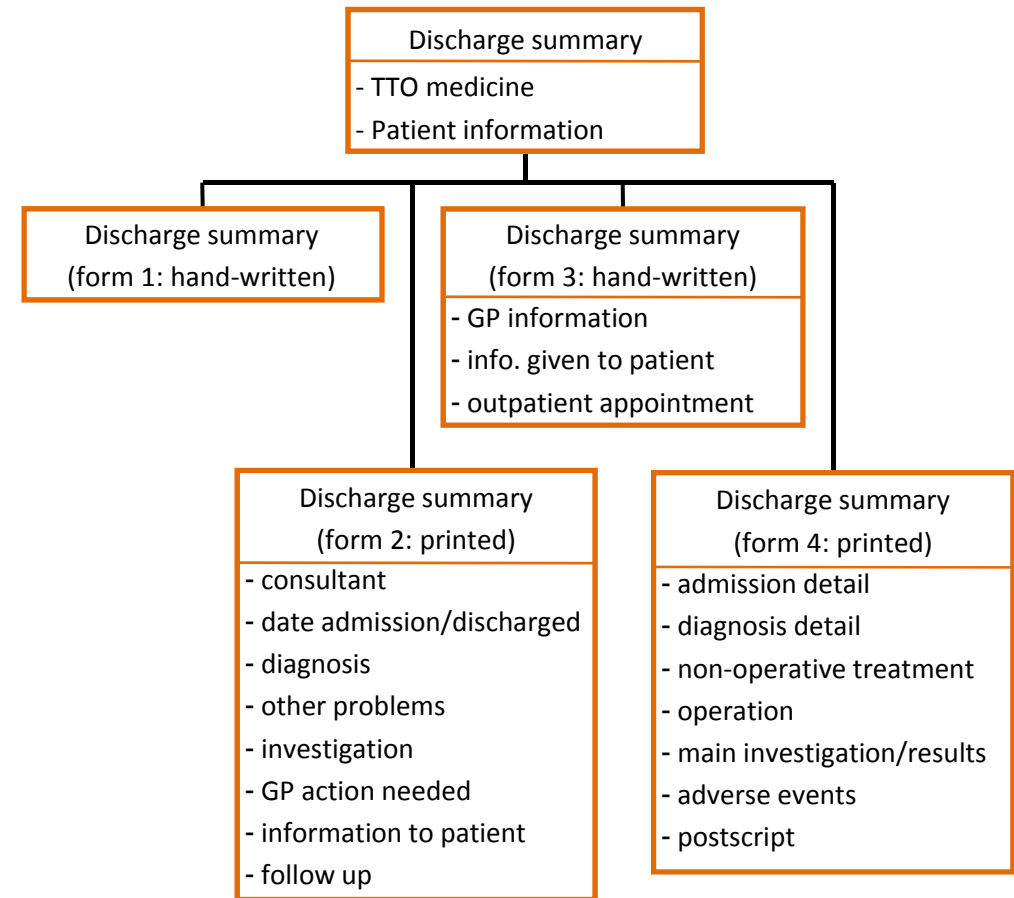 Discharge summary
- TTO medicine
- Patient information
Discharge summary
(form 1: hand-written)
Discharge summary
(form 3: hand-written)
- GP information
- info. given to patient
- outpatient appointment
Discharge summary
(form 2: printed)
- consultant
- date admission/discharged
- diagnosis
- other problems
- investigation
- GP action needed
- information to patient
- follow up
Discharge summary
(form 4: printed)
- admission detail
- diagnosis detail
- non-operative treatment
- operation
- main investigation/results
- adverse events
- postscript